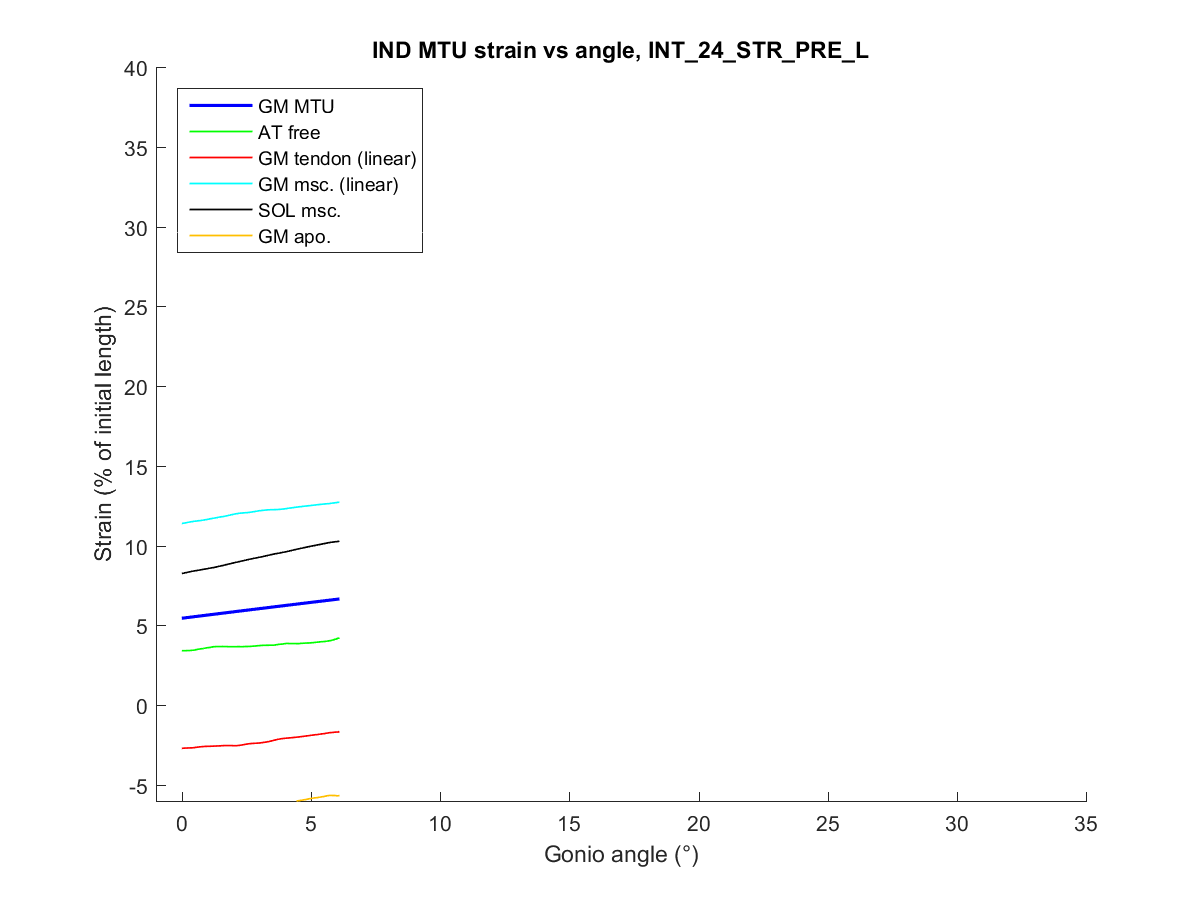 IND MTU strain vs angle, INT_24_STR_PRE_L
40
35
30
25
20
15
10
5
0
-5
Strain (% of initial length)
GM MTU
AT free
GM tendon (linear)
GM msc. (linear)
SOL msc.
GM apo.
0 5 10 15 20 25 30 35
Gonio angle (°)